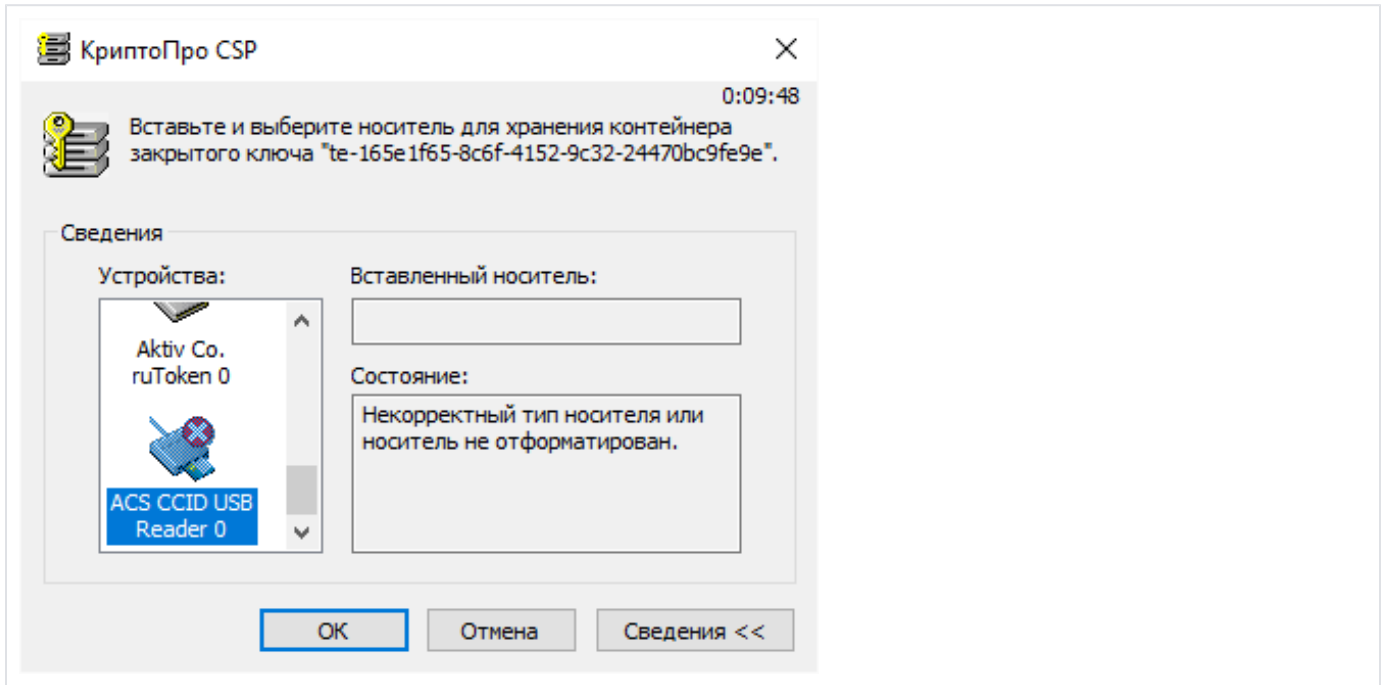 КриптоПро CSP
0:09:48
Вставьте и выберите носитель для хранения контейнера
закрытого ключа "te-165e1f65-8c6f-4152-9c32-24470bc9fe9e".
Сведения
Устройства:
Aktiv Co.
ruToken 0
ACS CCID USB
Reader 0
Вставленный носитель:
Состояние:
Некорректный тип носителя или
носитель не отформатирован.
ОК
Отмена
Сведения <<